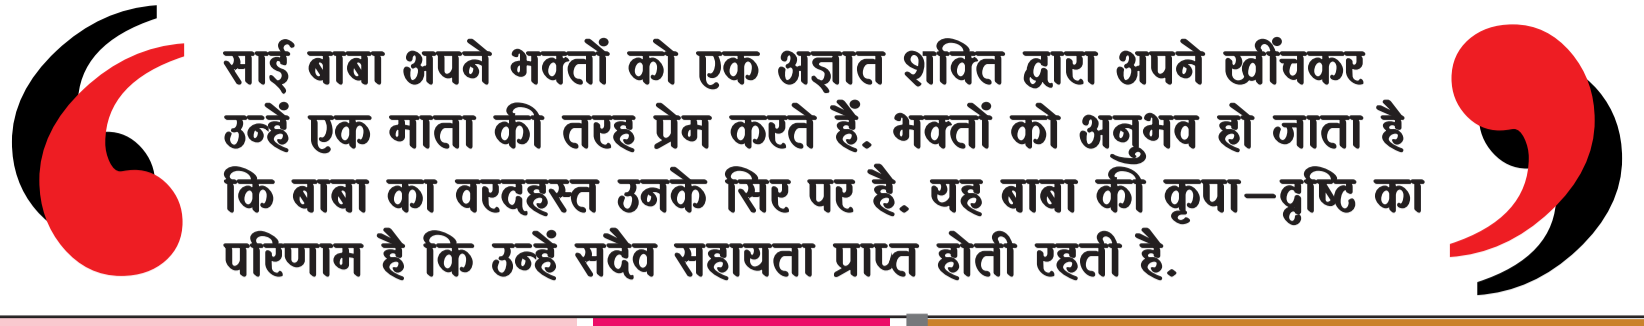 साई बाबा अपने भक्तों को एक अज्ञात शक्ति द्वारा अपने खींचकर
उन्हें एक माता की तरह प्रेम करते हैं. भक्तों को अनुभव हो जाता है
कि बाबा का वरदहस्त उनके सिर पर है. यह बाबा की कृपा–दृष्टि का
परिणाम है कि उन्हें सदैव सहायता प्राप्त होती रहती है.